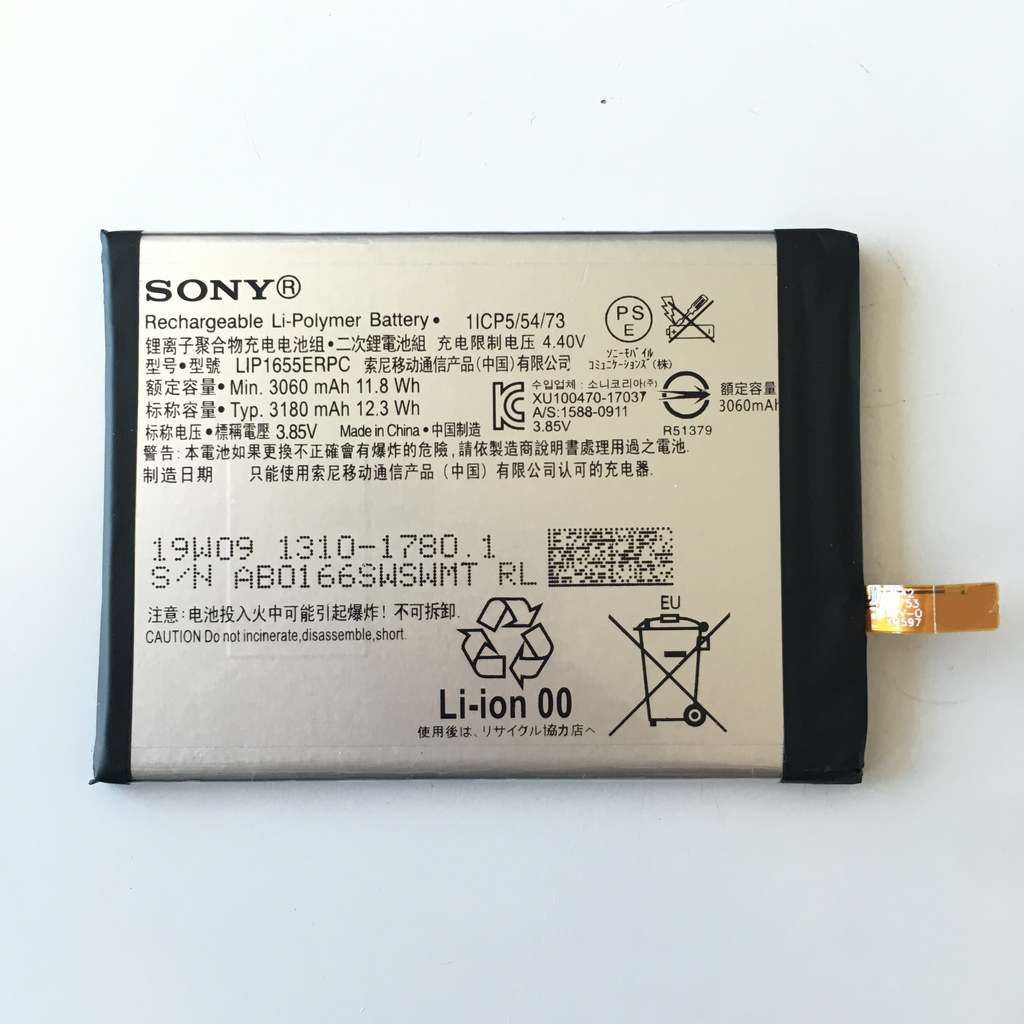 SONY®
Rechargeable Li-Polymer Battery • 1ICP5/54/73
锂离子聚合物充电电池组 • 二次鋰電池組 充电限制电压 4.40V
型号 • 型號 LIP1655ERPC 索尼移动通信产品(中国)有限公司
额定容量 • Min. 3060 mAh 11.8 Wh
标称容量 • Typ. 3180 mAh 12.3 Wh
标称电压 • 標稱電壓 3.85V Made in China • 中国制造
PS
E
ソニーモバイル
コミュニケーションズ(株)
수입업체 : 소니코리아(주)
XU100470-17037
A/S:1588-0911
3.85V
R51379
額定容量
3060mAh
警告: 本電池如果更換不正確會有爆炸的危險, 請依製造商說明書處理用過之電池.
制造日期 只能使用索尼移动通信产品(中国)有限公司认可的充电器.
19W09 1310-1780.1
S/N AB0166SWSWMT RL
注意: 电池投入火中可能引起爆炸! 不可拆卸.
CAUTION Do not incinerate,disassemble,short.
Li-ion 00
使用後は、リサイクル協力店へ
EU